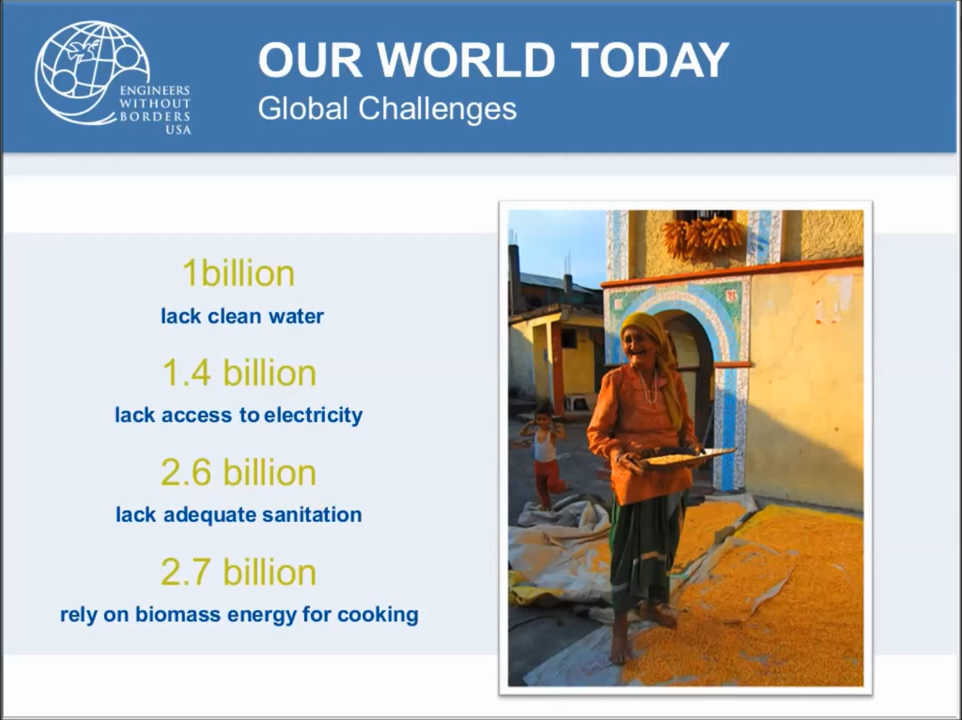 ENGINEERS
WITHOUT
BORDERS
USA
OUR WORLD TODAY
Global Challenges
1billion
lack clean water
1.4 billion
lack access to electricity
2.6 billion
lack adequate sanitation
2.7 billion
rely on biomass energy for cooking